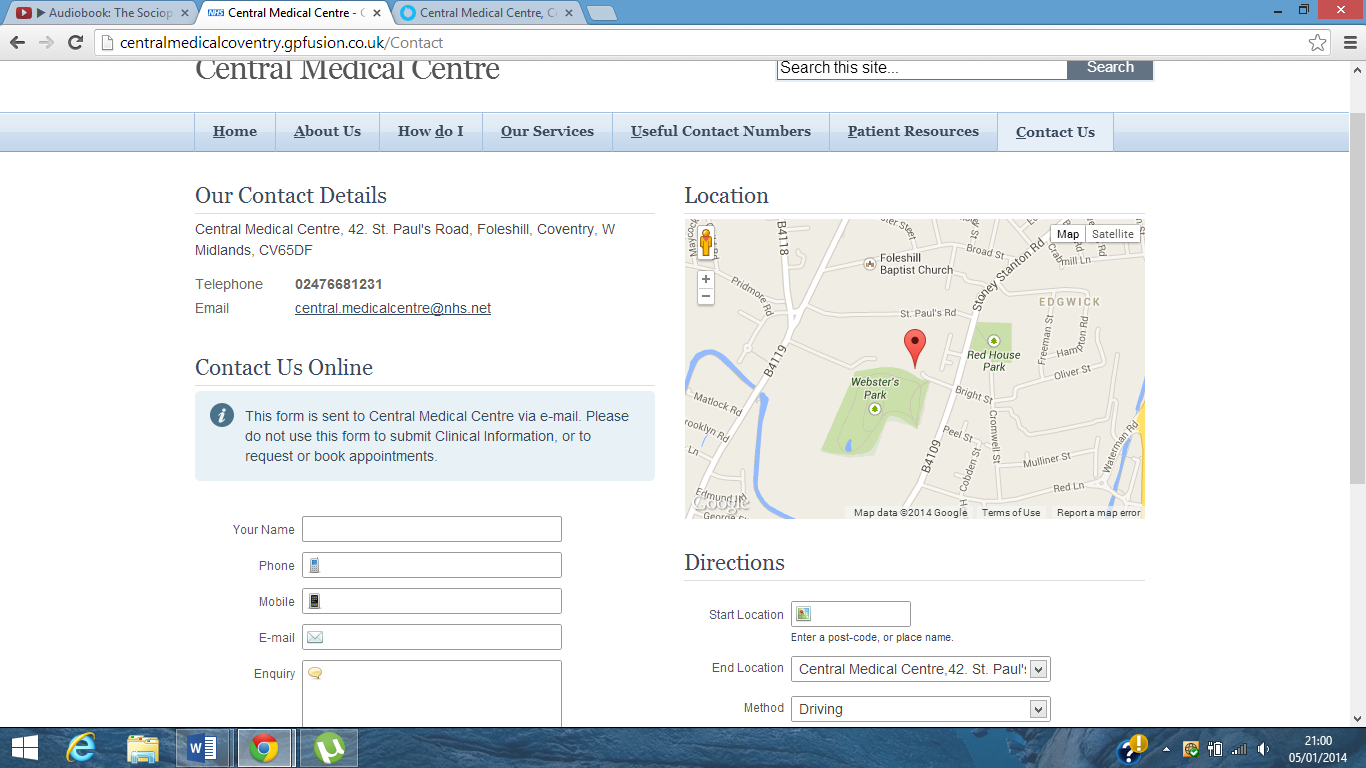 ▶ Audiobook: The Sociop
NHS Central Medical Centre - C
Central Medical Centre, C
centralmedicalcoventry.gpfusion.co.uk/Contact
Central Medical Centre
Search this site...
Search
Home
About Us
How do I
Our Services
Useful Contact Numbers
Patient Resources
Contact Us
Our Contact Details
Central Medical Centre, 42. St. Paul's Road, Foleshill, Coventry, W
Midlands, CV65DF
Telephone 02476681231
Email central.medicalcentre@nhs.net
Contact Us Online
This form is sent to Central Medical Centre via e-mail. Please
do not use this form to submit Clinical Information, or to
request or book appointments.
Your Name
Phone
Mobile
E-mail
Enquiry
Location
Map
Satellite
B4118
Foleshill
Baptist Church
Broad St
Crabmill Ln
Stoney Stanton Rd
Pridmore Rd
St. Paul's Rd
EDGWICK
Freeman St
Red House
Park
Oliver St
B4119
Webster's
Park
Bright St
Matlock Rd
Cromwell St
Peel St
B4109
Cobden St
Mulliner St
Waterman Rd
Red Ln
Edmund
George St
Google
Map data ©2014 Google
Terms of Use
Report a map error
Directions
Start Location
Enter a post-code, or place name.
End Location Central Medical Centre,42. St. Paul's
Method Driving
21:00
05/01/2014